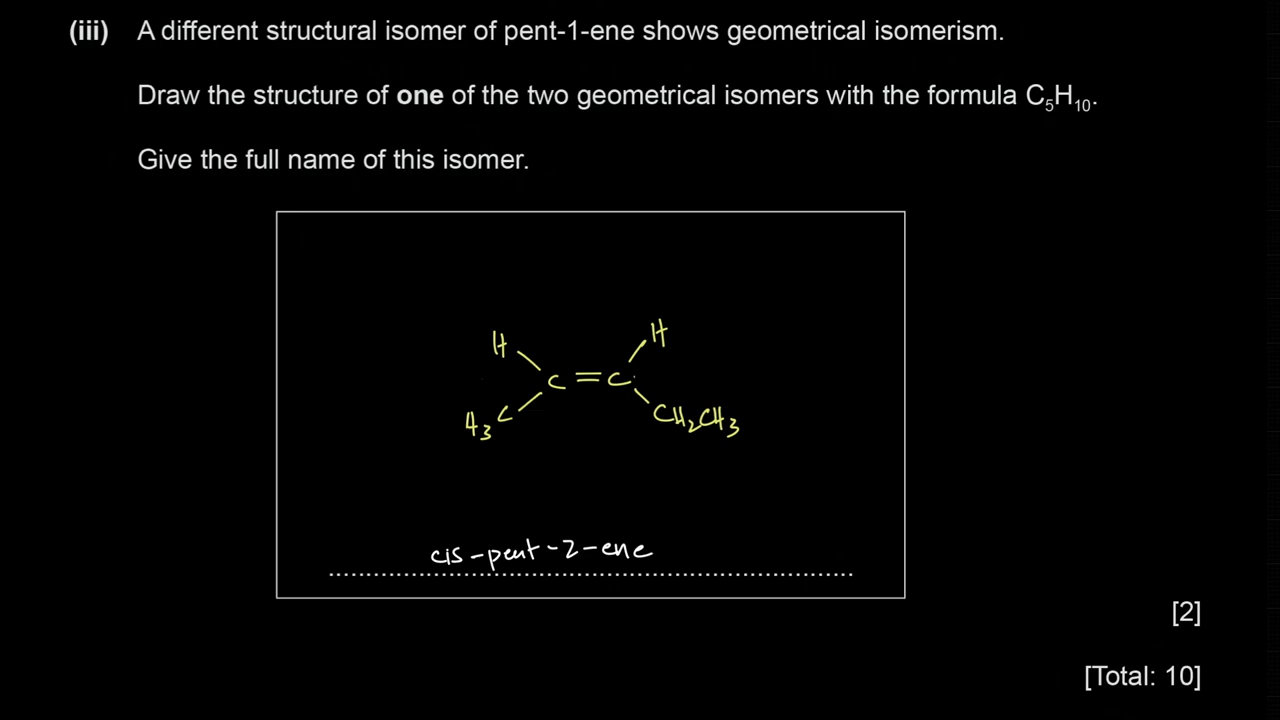 (iii) A different structural isomer of pent-1-ene shows geometrical isomerism.
Draw the structure of one of the two geometrical isomers with the formula C₅H₁₀.
Give the full name of this isomer.
H H
C=C
H₃C CH₂CH₃
cis-pent-2-ene
[2]
[Total: 10]